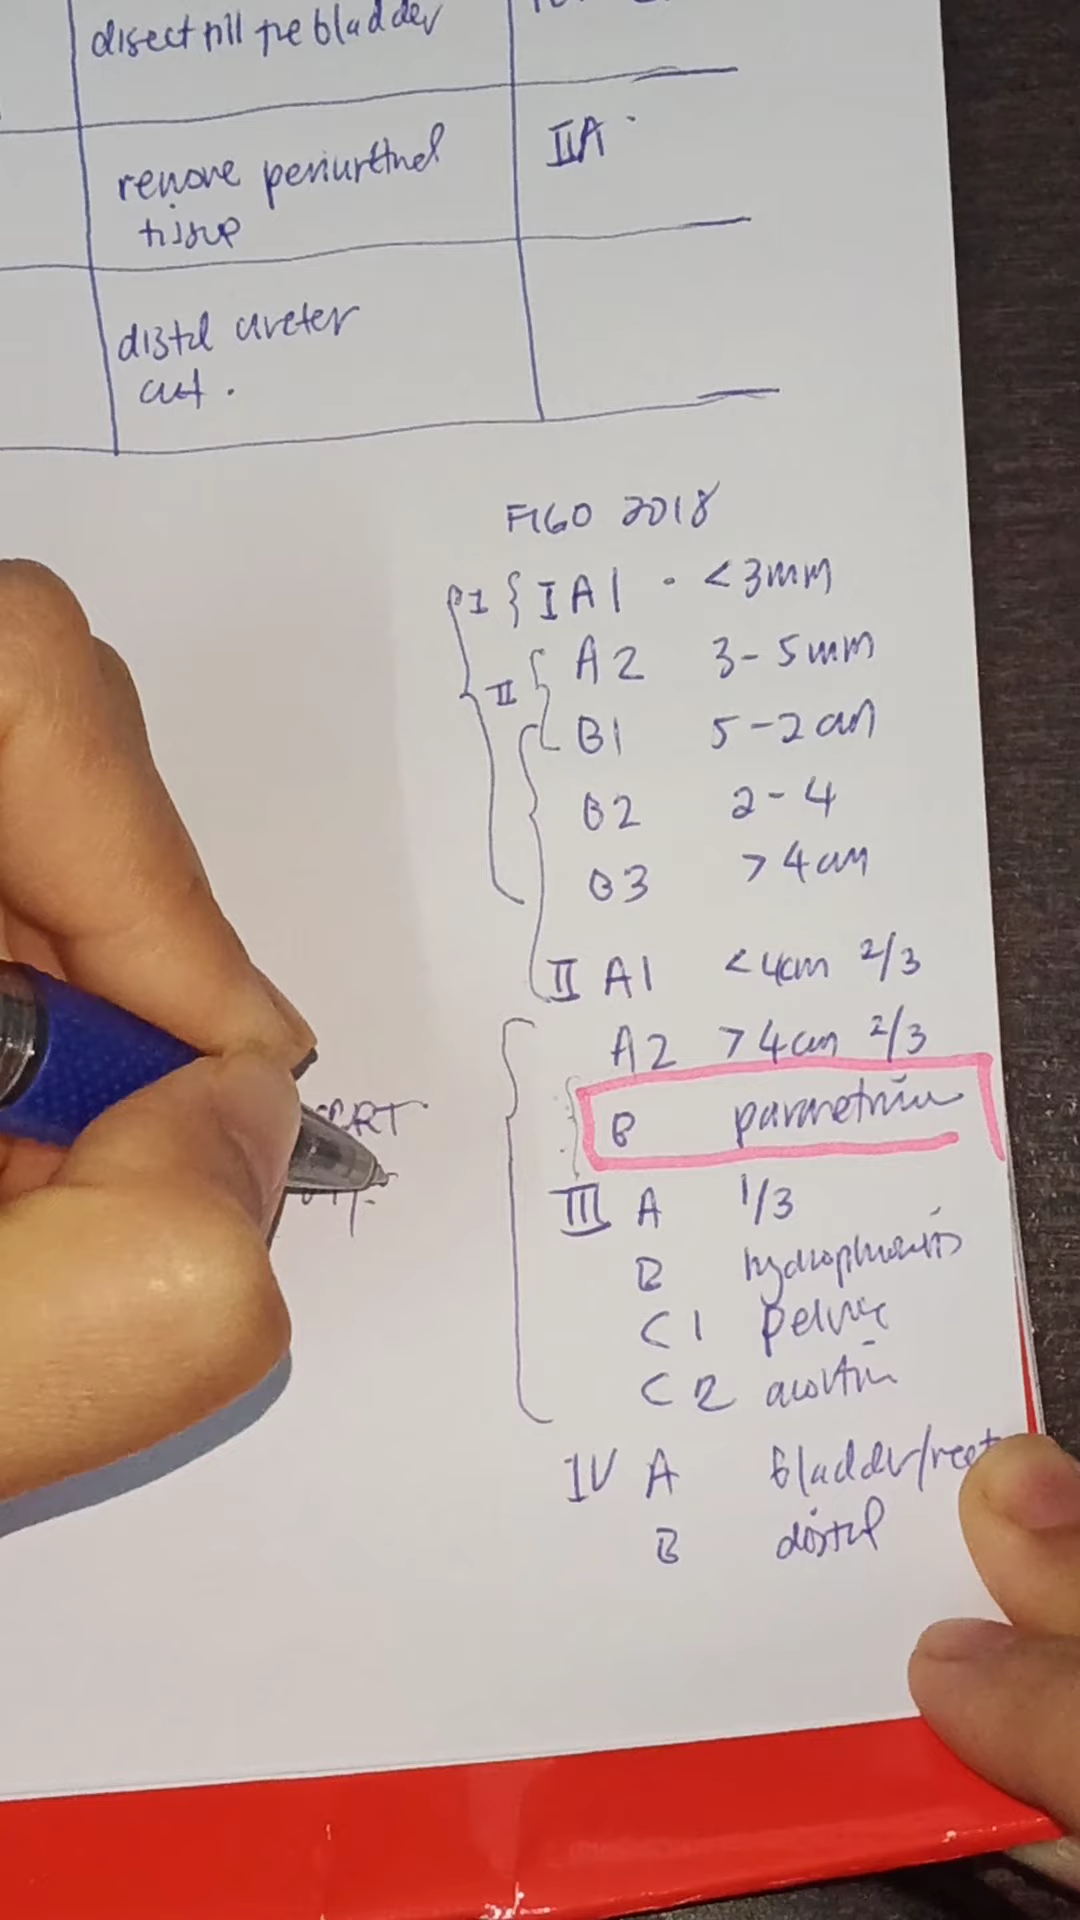 disect till the bladder
remove periurethral
tissue
IIA
distal ureter
cut.
FIGO 2018
I { IA1 · <3mm
II { A2 3-5mm
B1 5-2cm
B2 2-4
B3 >4cm
II A1 <4cm 2/3
A2 >4cm 2/3
B parametrium
III A 1/3
B hydronephrosis
C1 pelvic
C2 aortic
IV A bladder/rect
B distal